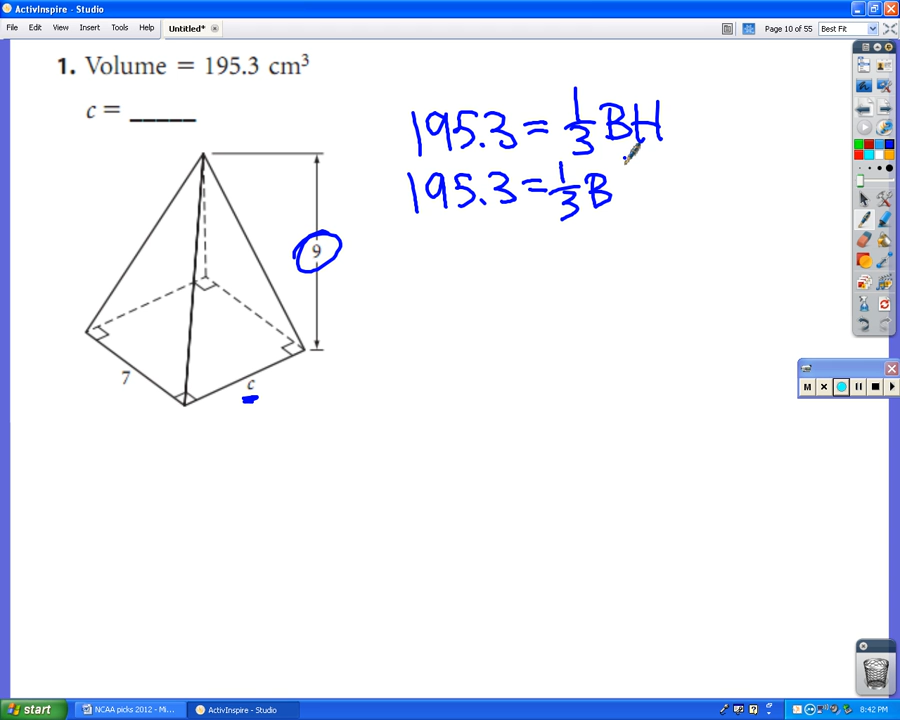 ActivInspire - Studio
File Edit View Insert Tools Help Untitled* Page 10 of 55 Best Fit
1. Volume = 195.3 cm³
c = _____
195.3 = 1/3 BH
195.3 = 1/3 B
9
7
c
M
start NCAA picks 2012 - Mi... ActivInspire - Studio 8:42 PM